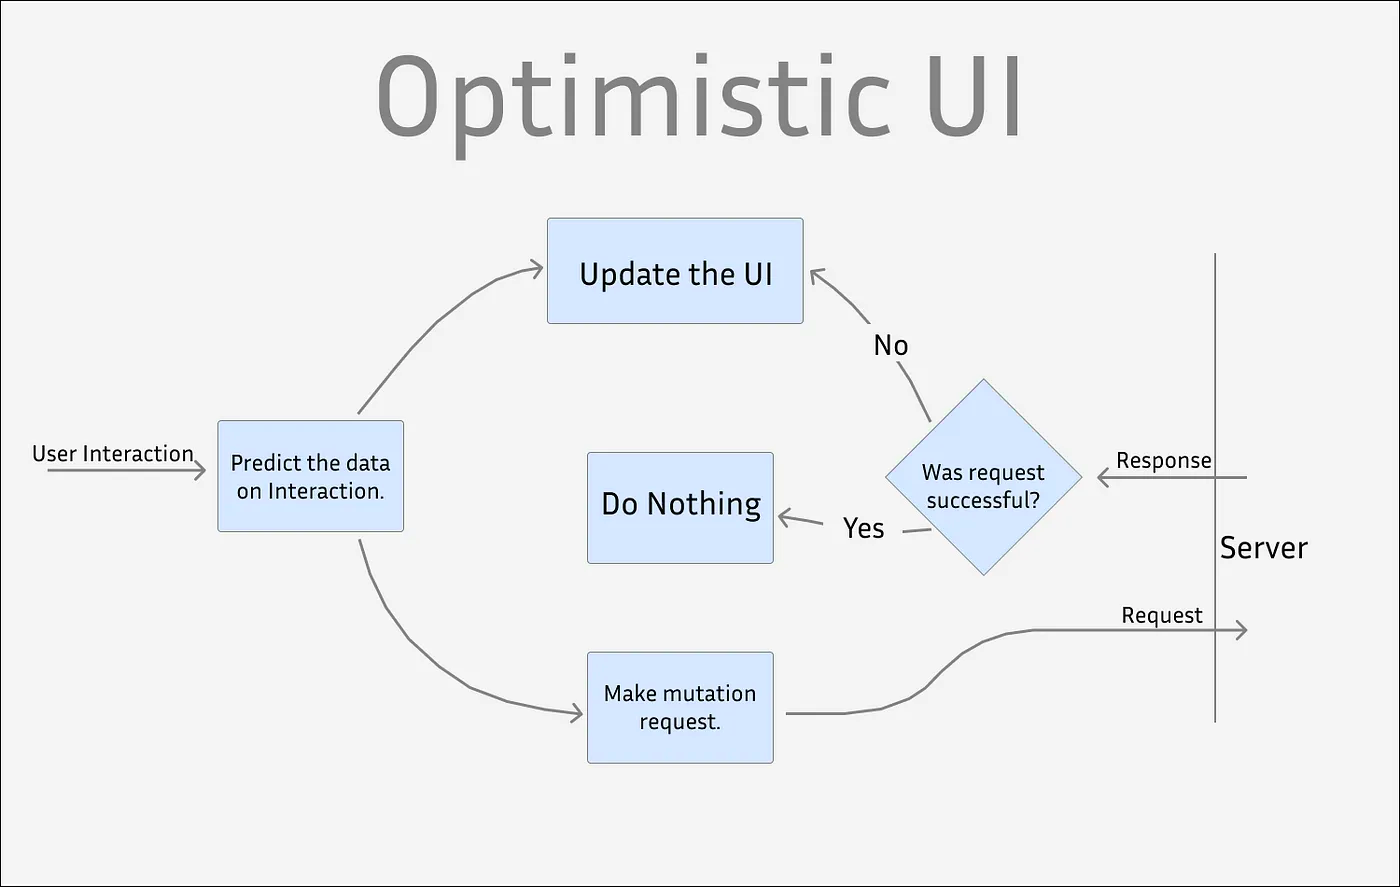 Optimistic UI
Update the UI
No
User Interaction
Predict the data
on Interaction.
Do Nothing
Yes
Was request
successful?
Response
Server
Request
Make mutation
request.